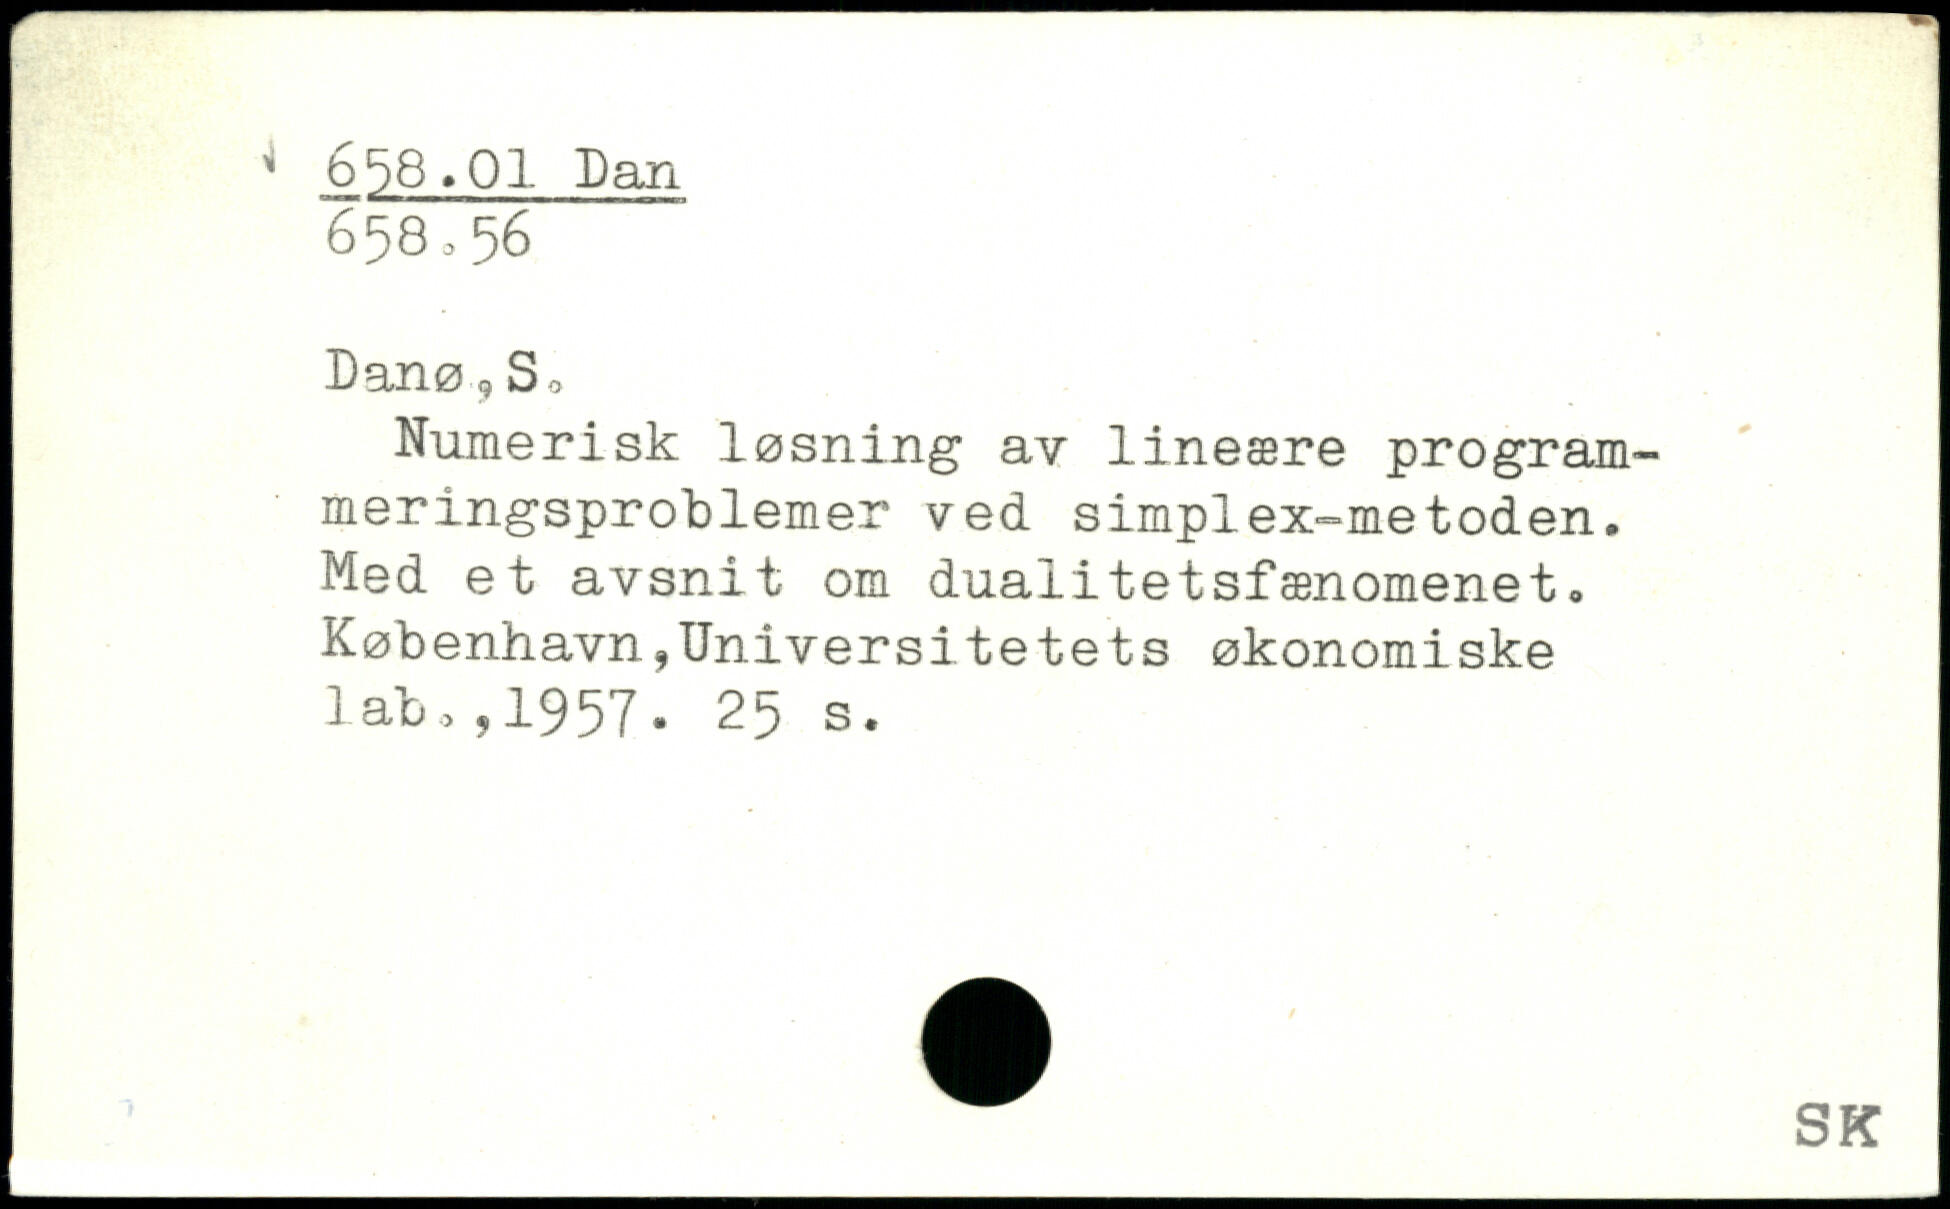 658.01 Dan
658.56
Danø,S.
Numerisk løsning av lineære program-
meringsproblemer ved simplex-metoden.
Med et avsnit om dualitetsfænomenet.
København,Universitetets økonomiske
lab.,1957. 25 s.
SK